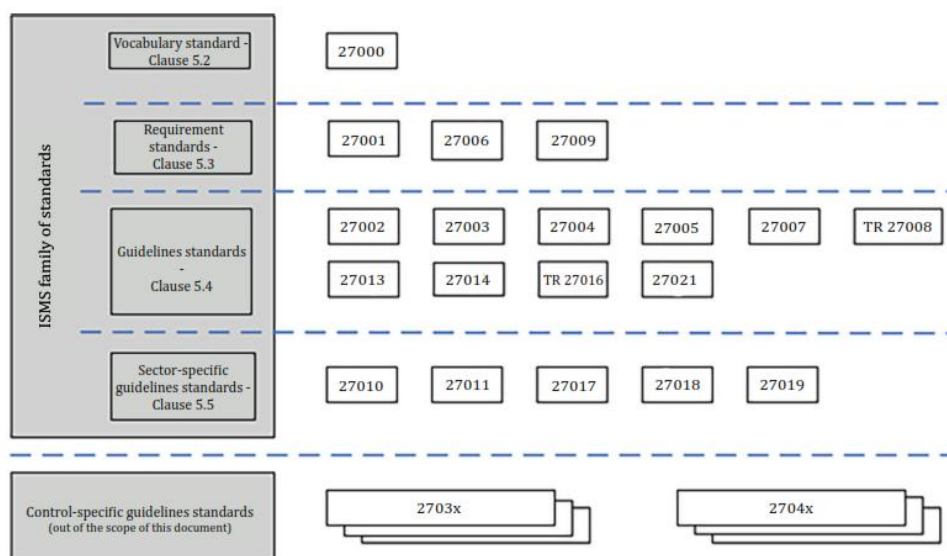 ISMS family of standards
Vocabulary standard -
Clause 5.2
27000
Requirement
standards -
Clause 5.3
27001 27006 27009
Guidelines standards
-
Clause 5.4
27002 27003 27004 27005 27007 TR 27008
27013 27014 TR 27016 27021
Sector-specific
guidelines standards -
Clause 5.5
27010 27011 27017 27018 27019
Control-specific guidelines standards
(out of the scope of this document)
2703x 2704x